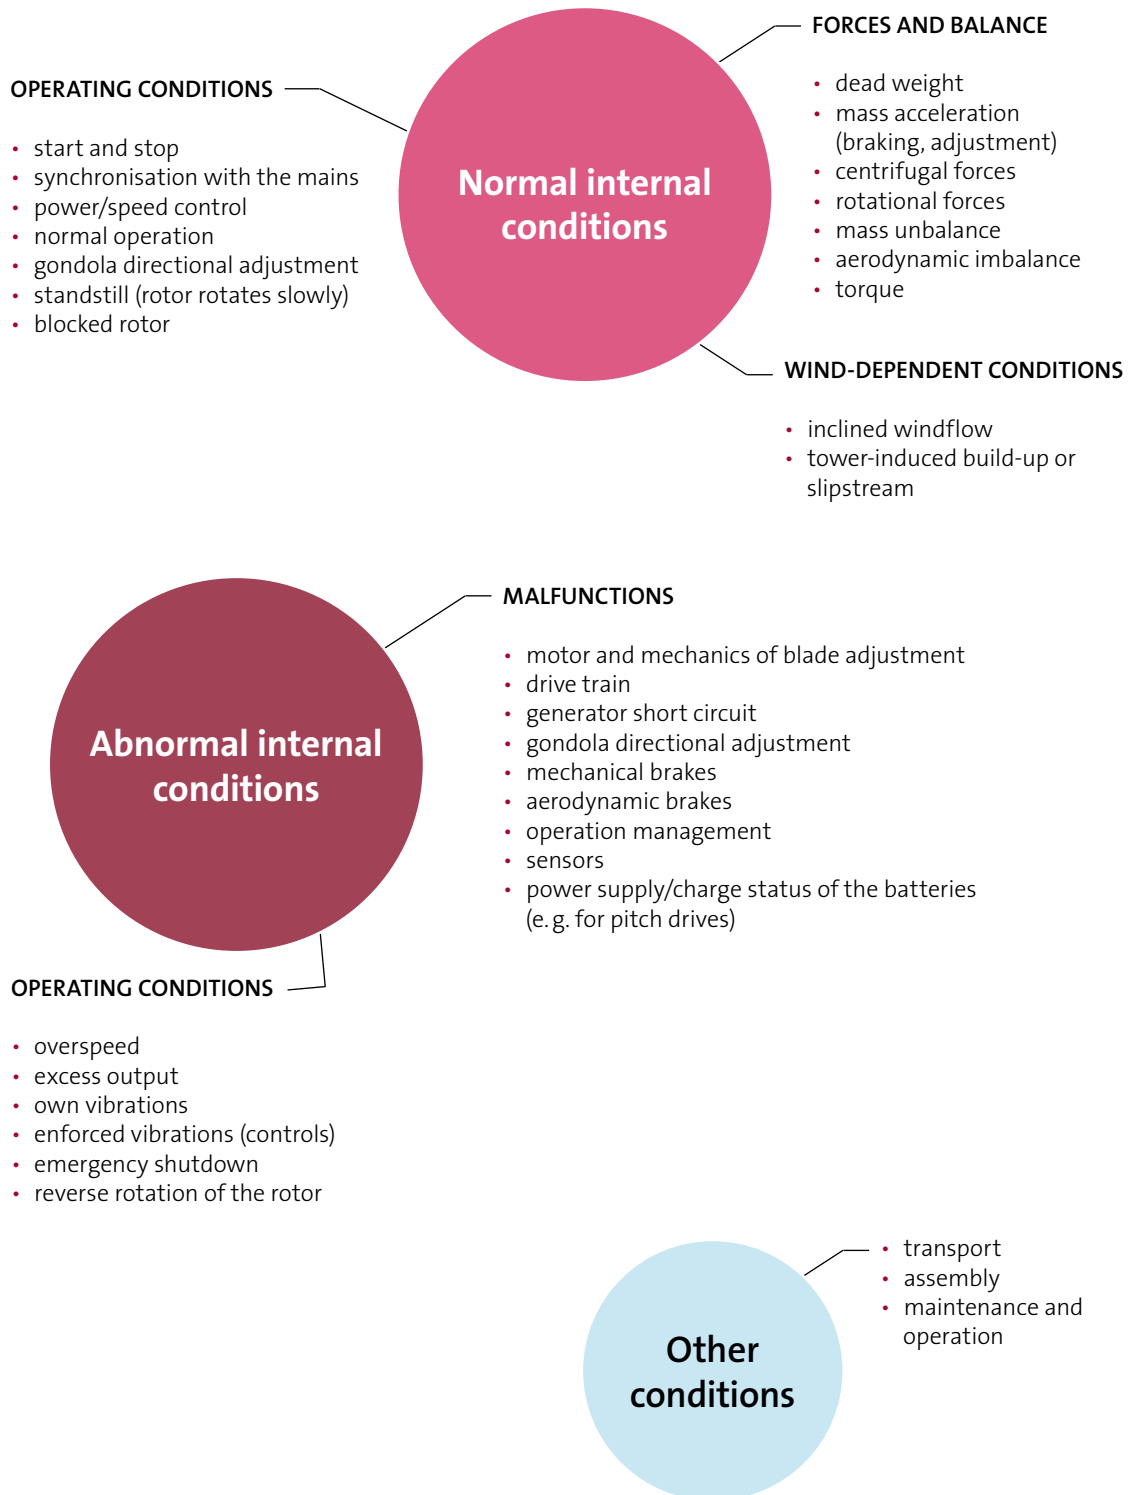 FORCES AND BALANCE
• dead weight
• mass acceleration
(braking, adjustment)
• centrifugal forces
• rotational forces
• mass unbalance
• aerodynamic imbalance
• torque
OPERATING CONDITIONS
• start and stop
• synchronisation with the mains
• power/speed control
• normal operation
• gondola directional adjustment
• standstill (rotor rotates slowly)
• blocked rotor
Normal internal
conditions
WIND-DEPENDENT CONDITIONS
• inclined windflow
• tower-induced build-up or
slipstream
MALFUNCTIONS
• motor and mechanics of blade adjustment
• drive train
• generator short circuit
• gondola directional adjustment
• mechanical brakes
• aerodynamic brakes
• operation management
• sensors
• power supply/charge status of the batteries
(e. g. for pitch drives)
Abnormal internal
conditions
OPERATING CONDITIONS
• overspeed
• excess output
• own vibrations
• enforced vibrations (controls)
• emergency shutdown
• reverse rotation of the rotor
• transport
• assembly
• maintenance and
operation
Other
conditions